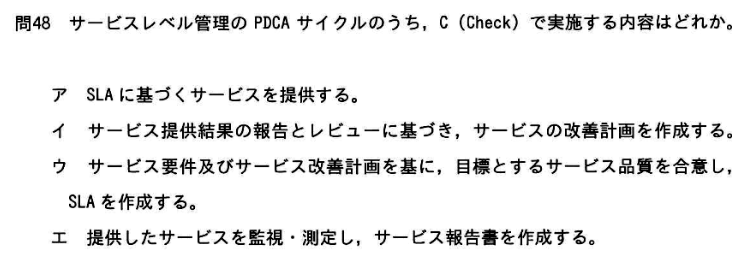 問48 サービスレベル管理の PDCA サイクルのうち，C（Check）で実施する内容はどれか。
ア SLA に基づくサービスを提供する。
イ サービス提供結果の報告とレビューに基づき，サービスの改善計画を作成する。
ウ サービス要件及びサービス改善計画を基に，目標とするサービス品質を合意し，
SLA を作成する。
エ 提供したサービスを監視・測定し，サービス報告書を作成する。